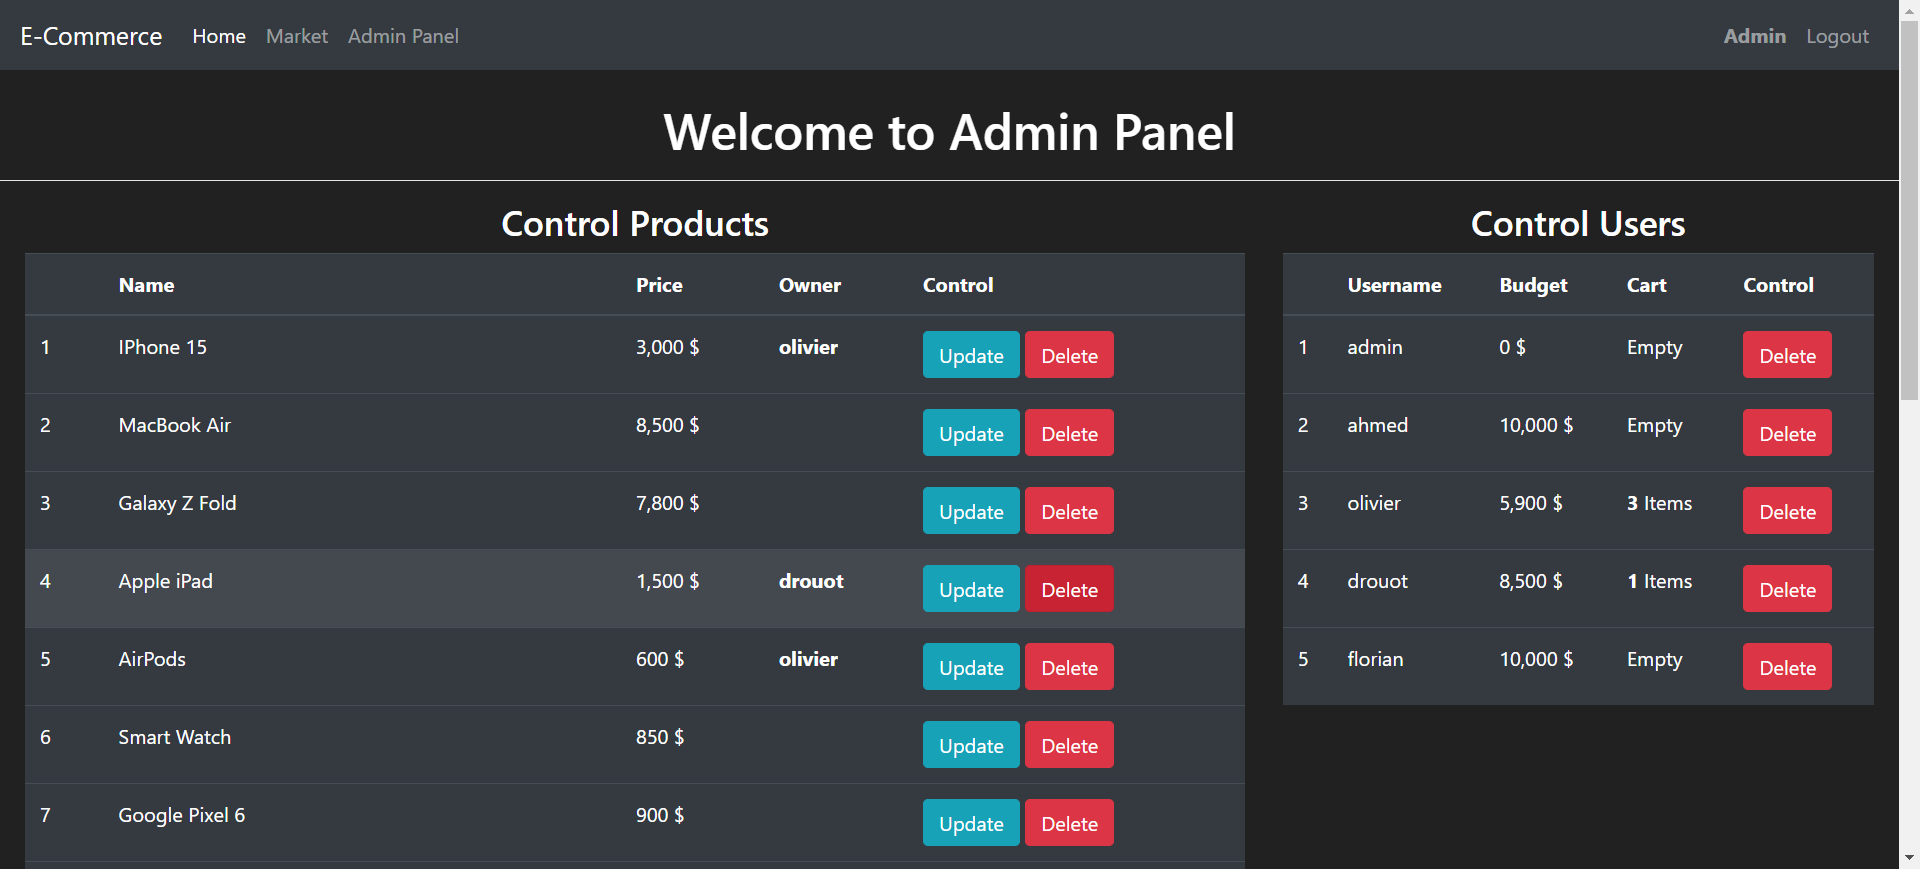 E-Commerce Home Market Admin Panel Admin Logout
Welcome to Admin Panel
Control Products
Name Price Owner Control
1 IPhone 15 3,000 $ olivier Update Delete
2 MacBook Air 8,500 $ Update Delete
3 Galaxy Z Fold 7,800 $ Update Delete
4 Apple iPad 1,500 $ drouot Update Delete
5 AirPods 600 $ olivier Update Delete
6 Smart Watch 850 $ Update Delete
7 Google Pixel 6 900 $ Update Delete
Control Users
Username Budget Cart Control
1 admin 0 $ Empty Delete
2 ahmed 10,000 $ Empty Delete
3 olivier 5,900 $ 3 Items Delete
4 drouot 8,500 $ 1 Items Delete
5 florian 10,000 $ Empty Delete